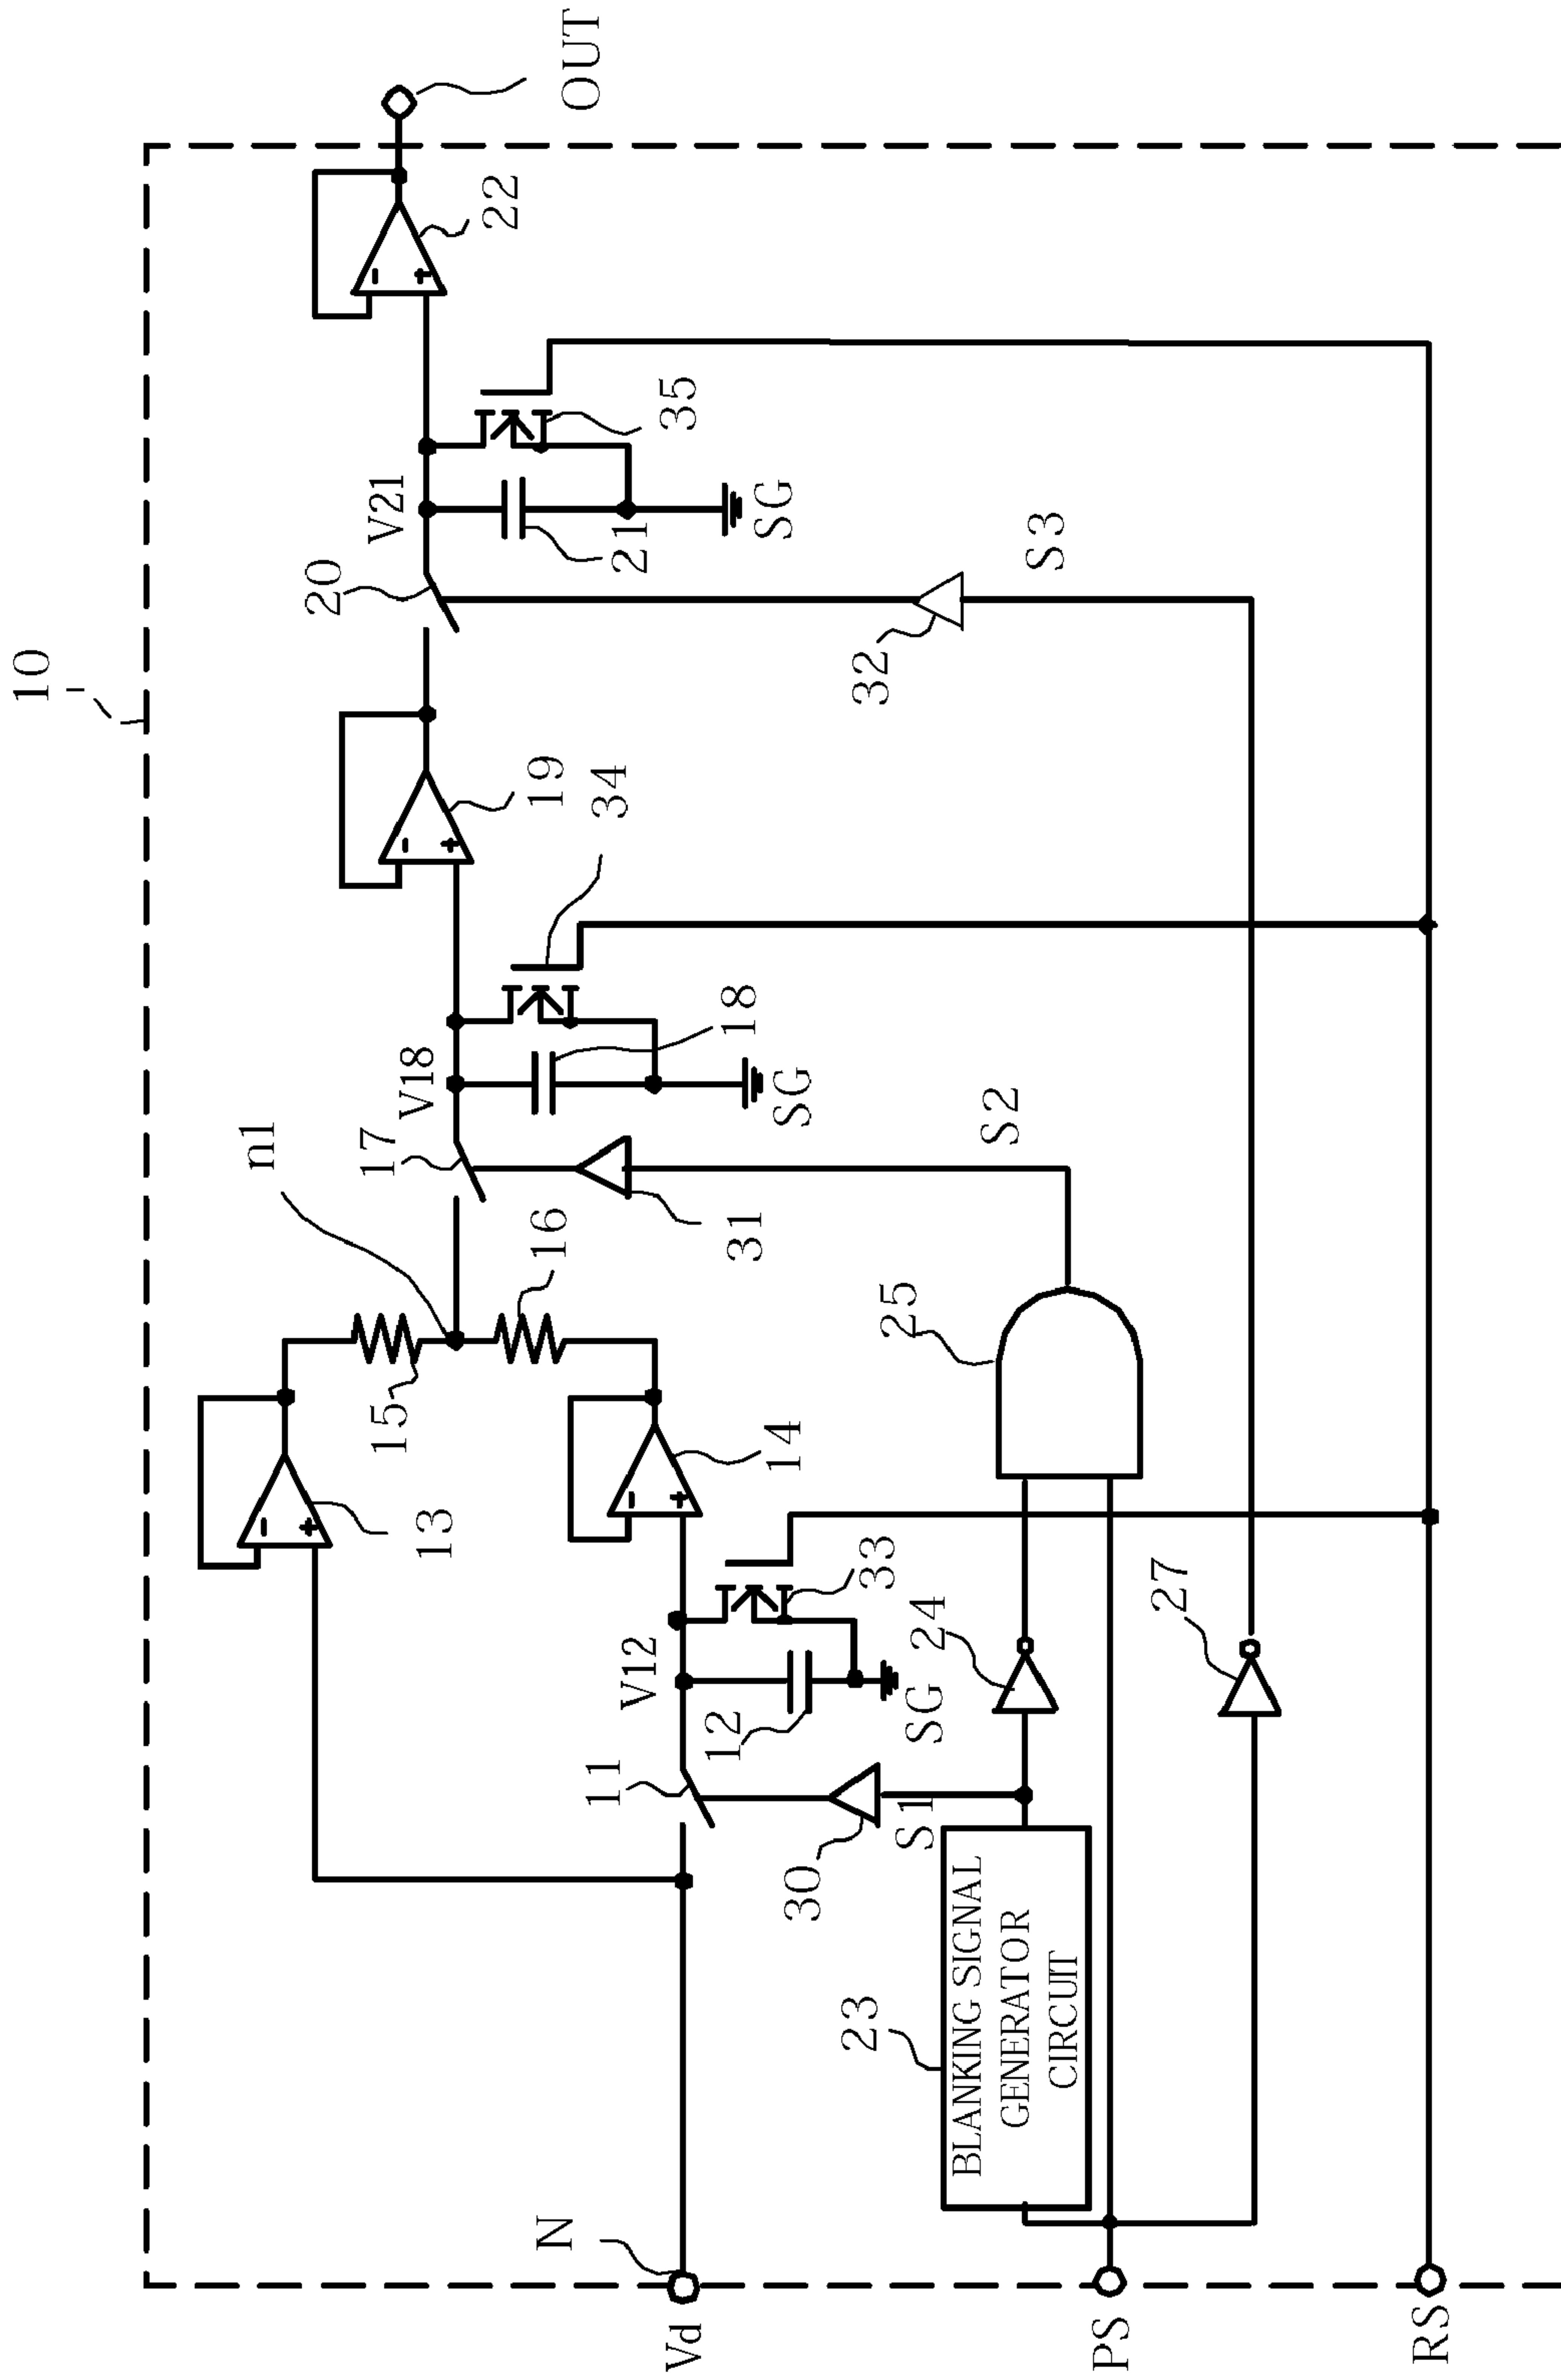 10
OUT
22
V21
20
35
21
SG
S3
32
19
34
V18
18
SG
n1
17
31
S2
16
15
25
13
14
V12
33
12
SG
24
27
11
30
S1
23
BLANKING SIGNAL
GENERATOR
CIRCUIT
N
Vd
PS
RS